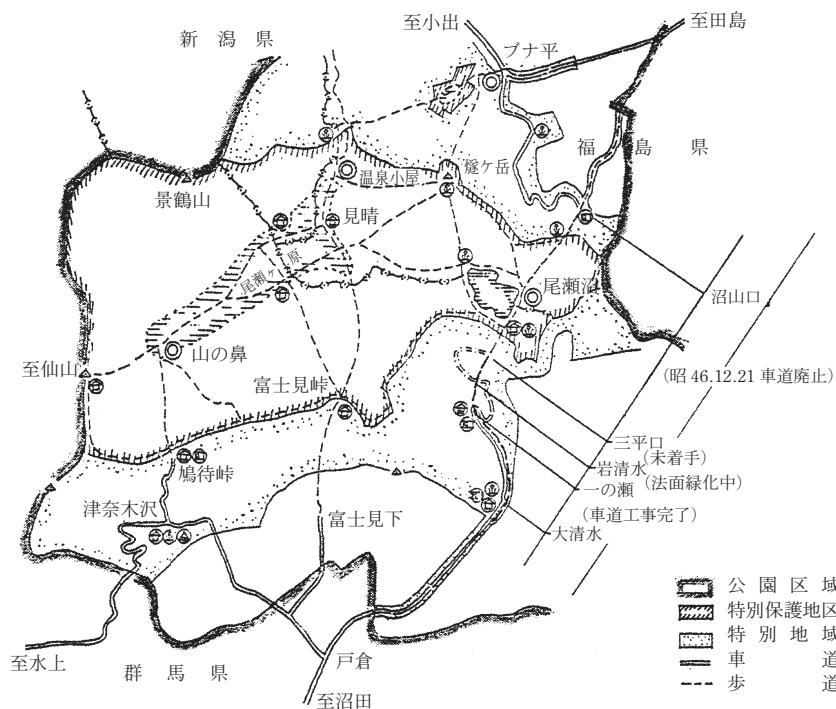 至小出
至田島
新潟県
ブナ平
福島県
燧ケ岳
温泉小屋
景鶴山
見晴
尾瀬ヶ原
尾瀬沼
沼山口
山の鼻
至仙山
富士見峠
(昭 46.12.21 車道廃止)
三平口
(未着手)
岩清水
鳩待峠
一の瀬
(法面緑化中)
津奈木沢
富士見下
(車道工事完了)
大清水
公園区域
特別保護地区
特別地域
車道
歩道
至水上
群馬県
戸倉
至沼田